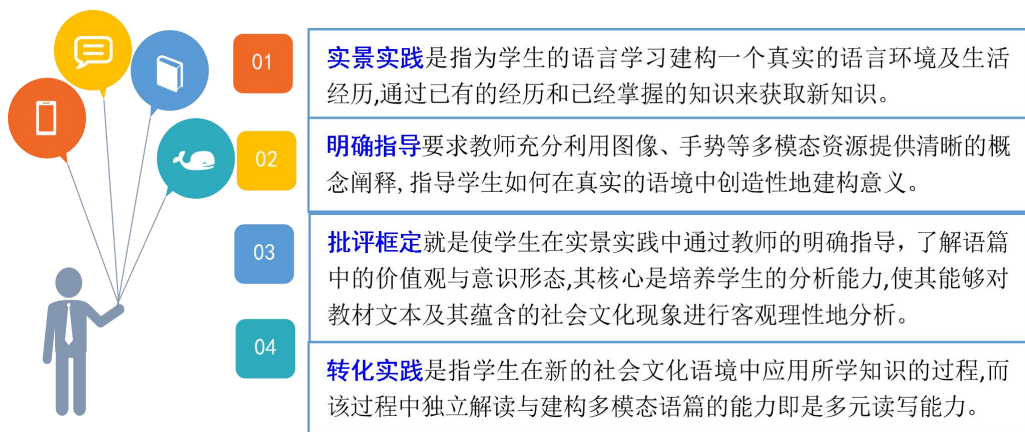 01
实景实践是指为学生的语言学习建构一个真实的语言环境及生活
经历,通过已有的经历和已经掌握的知识来获取新知识。
02
明确指导要求教师充分利用图像、手势等多模态资源提供清晰的概
念阐释, 指导学生如何在真实的语境中创造性地建构意义。
03
批评框定就是使学生在实景实践中通过教师的明确指导，了解语篇
中的价值观与意识形态,其核心是培养学生的分析能力,使其能够对
教材文本及其蕴含的社会文化现象进行客观理性地分析。
04
转化实践是指学生在新的社会文化语境中应用所学知识的过程,而
该过程中独立解读与建构多模态语篇的能力即是多元读写能力。